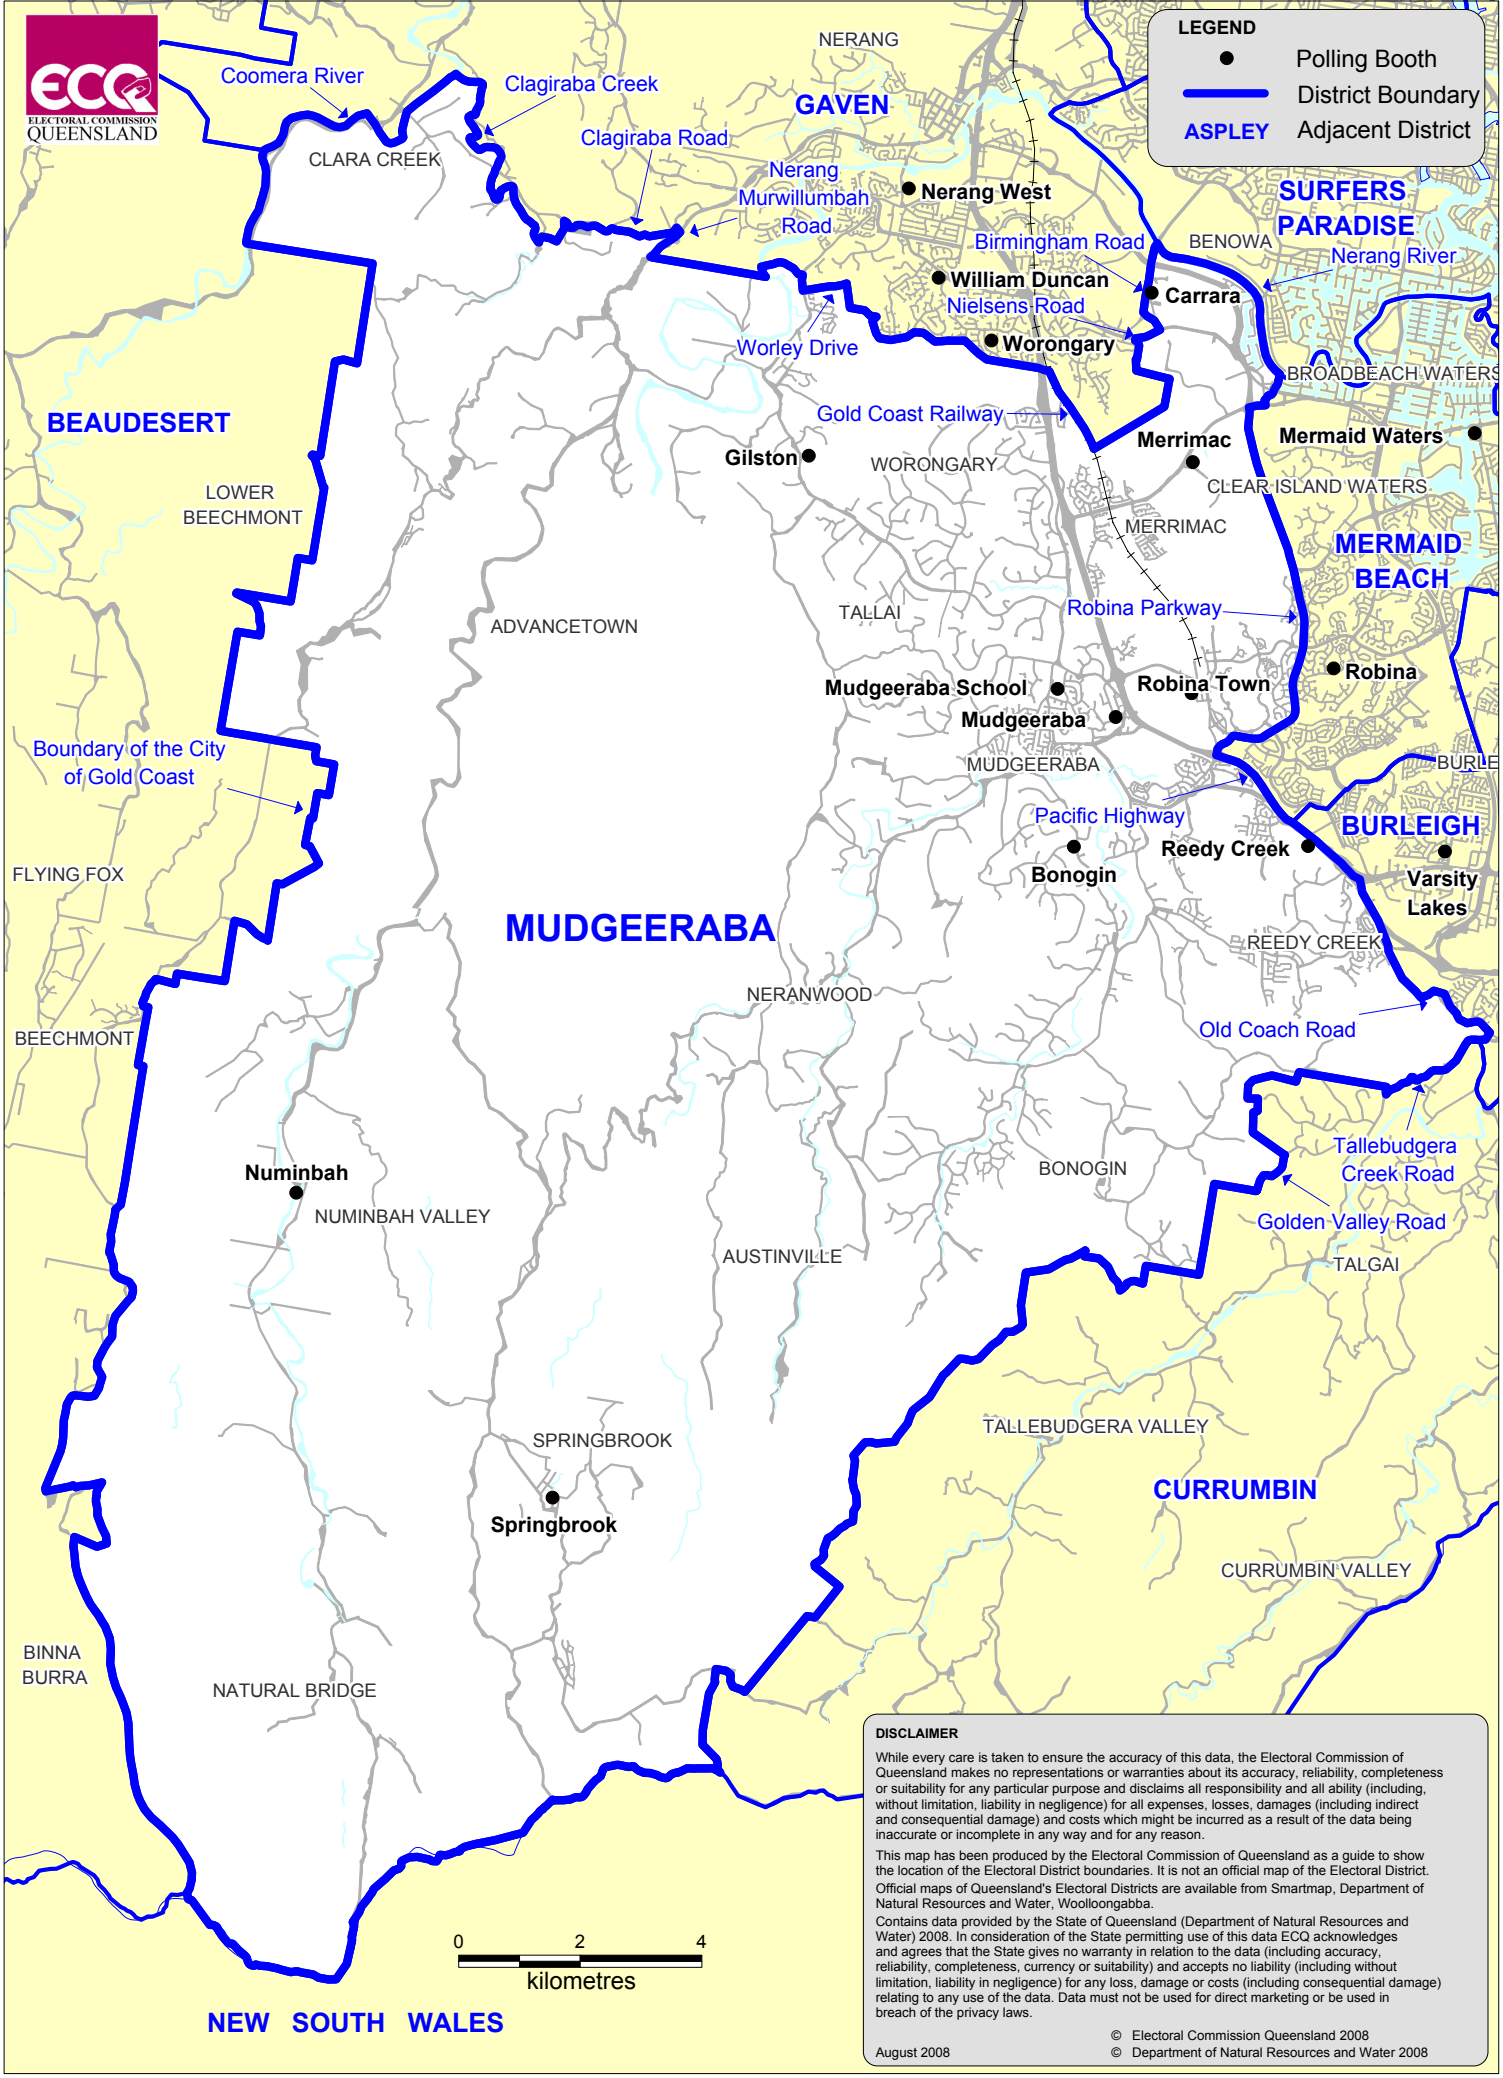 ECQ
ELECTORAL COMMISSION
QUEENSLAND
LEGEND
Polling Booth
District Boundary
ASPLEY Adjacent District
NERANG
Coomera River
Clagiraba Creek
GAVEN
Clagiraba Road
CLARA CREEK
Nerang
Murwillumbah
Road
Nerang West
SURFERS
PARADISE
Birmingham Road
BENOWA
Nerang River
William Duncan
Carrara
Nielsens Road
Worongary
Worley Drive
BROADBEACH WATERS
BEAUDESERT
Gold Coast Railway
Merrimac
Mermaid Waters
Gilston
WORONGARY
CLEAR ISLAND WATERS
LOWER
BEECHMONT
MERRIMAC
MERMAID
BEACH
ADVANCETOWN
TALLAI
Robina Parkway
Robina
Mudgeeraba School
Robina Town
Mudgeeraba
Boundary of the City
of Gold Coast
MUDGEERABA
BURLE
Pacific Highway
BURLEIGH
Reedy Creek
FLYING FOX
Bonogin
Varsity
Lakes
MUDGEERABA
REEDY CREEK
NERANWOOD
BEECHMONT
Old Coach Road
Tallebudgera
Creek Road
Numinbah
BONOGIN
NUMINBAH VALLEY
Golden Valley Road
AUSTINVILLE
TALGAI
TALLEBUDGERA VALLEY
SPRINGBROOK
CURRUMBIN
Springbrook
CURRUMBIN VALLEY
BINNA
BURRA
NATURAL BRIDGE
0 2 4
kilometres
NEW SOUTH WALES
DISCLAIMER
While every care is taken to ensure the accuracy of this data, the Electoral Commission of
Queensland makes no representations or warranties about its accuracy, reliability, completeness
or suitability for any particular purpose and disclaims all responsibility and all ability (including,
without limitation, liability in negligence) for all expenses, losses, damages (including indirect
and consequential damage) and costs which might be incurred as a result of the data being
inaccurate or incomplete in any way and for any reason.
This map has been produced by the Electoral Commission of Queensland as a guide to show
the location of the Electoral District boundaries. It is not an official map of the Electoral District.
Official maps of Queensland's Electoral Districts are available from Smartmap, Department of
Natural Resources and Water, Woolloongabba.
Contains data provided by the State of Queensland (Department of Natural Resources and
Water) 2008. In consideration of the State permitting use of this data ECQ acknowledges
and agrees that the State gives no warranty in relation to the data (including accuracy,
reliability, completeness, currency or suitability) and accepts no liability (including without
limitation, liability in negligence) for any loss, damage or costs (including consequential damage)
relating to any use of the data. Data must not be used for direct marketing or be used in
breach of the privacy laws.
© Electoral Commission Queensland 2008
August 2008 © Department of Natural Resources and Water 2008